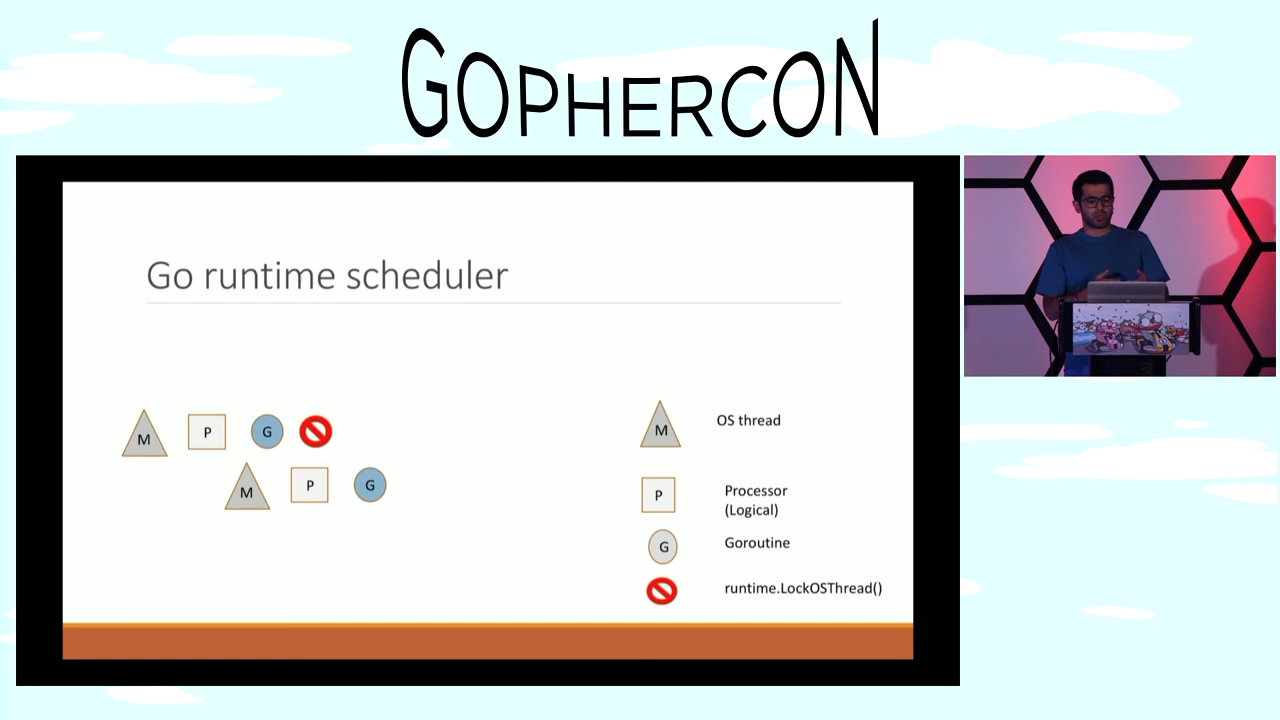 GOPHERCON
Go runtime scheduler
M P G
M P G
M OS thread
P Processor
(Logical)
G Goroutine
runtime.LockOSThread()